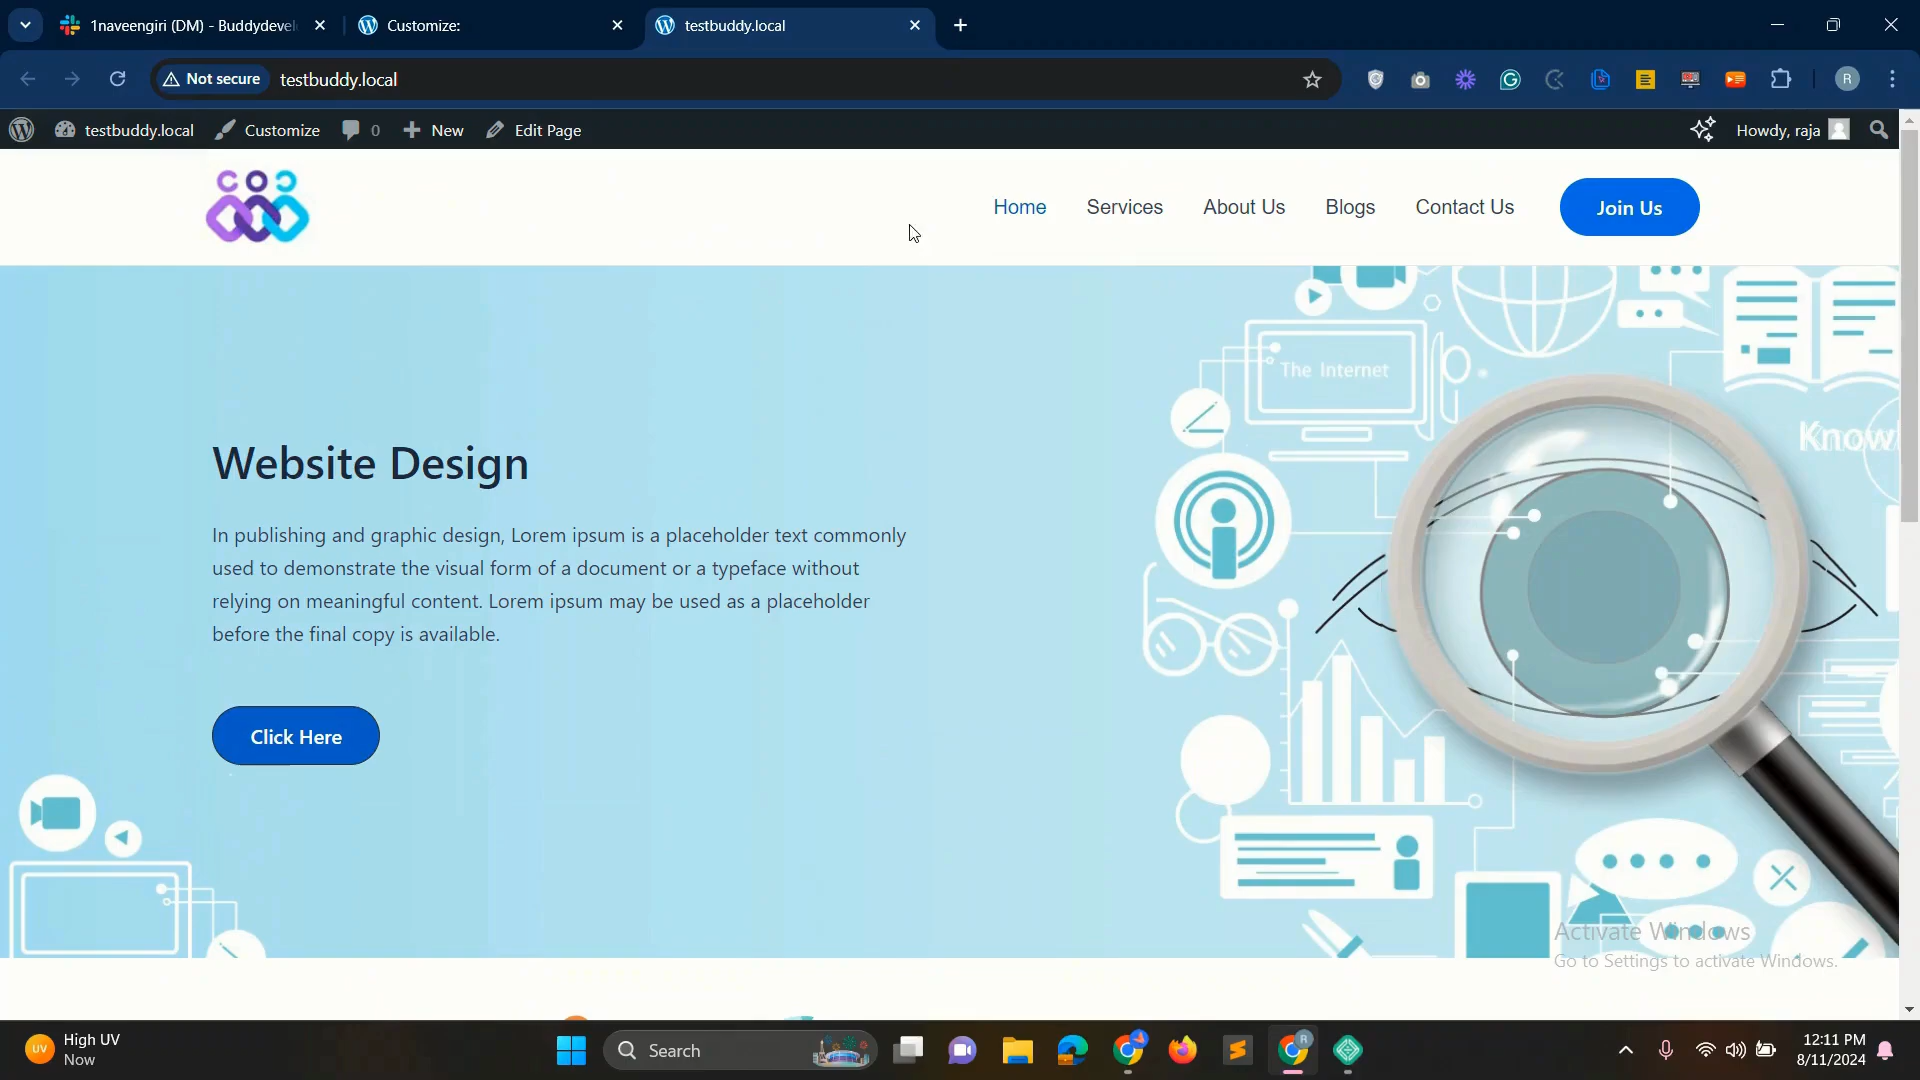 1naveengiri (DM) - Buddydevel
Customize:
testbuddy.local
Not secure
testbuddy.local
testbuddy.local
Customize
0
New
Edit Page
Howdy, raja
Home
Services
About Us
Blogs
Contact Us
Join Us
The Internet
Know
Website Design
In publishing and graphic design, Lorem ipsum is a placeholder text commonly
used to demonstrate the visual form of a document or a typeface without
relying on meaningful content. Lorem ipsum may be used as a placeholder
before the final copy is available.
Click Here
Activate Windows
Go to Settings to activate Windows.
High UV
Now
Search
12:11 PM
8/11/2024